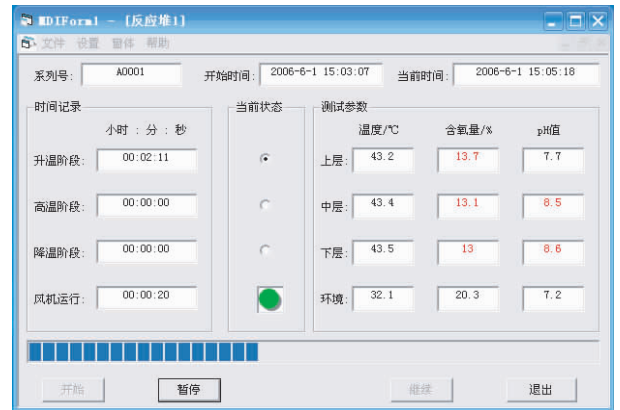 MDIForm1 - [反应堆1]
文件 设置 窗体 帮助
系列号: A0001 开始时间: 2006-6-1 15:03:07 当前时间: 2006-6-1 15:05:18
时间记录 当前状态 测试参数
小时 : 分 : 秒 温度/℃ 含氧量/% pH值
升温阶段: 00:02:11 上层: 43.2 13.7 7.7
高温阶段: 00:00:00 中层: 43.4 13.1 8.5
降温阶段: 00:00:00 下层: 43.5 13 8.6
风机运行: 00:00:20 环境: 32.1 20.3 7.2
开始 暂停 继续 退出